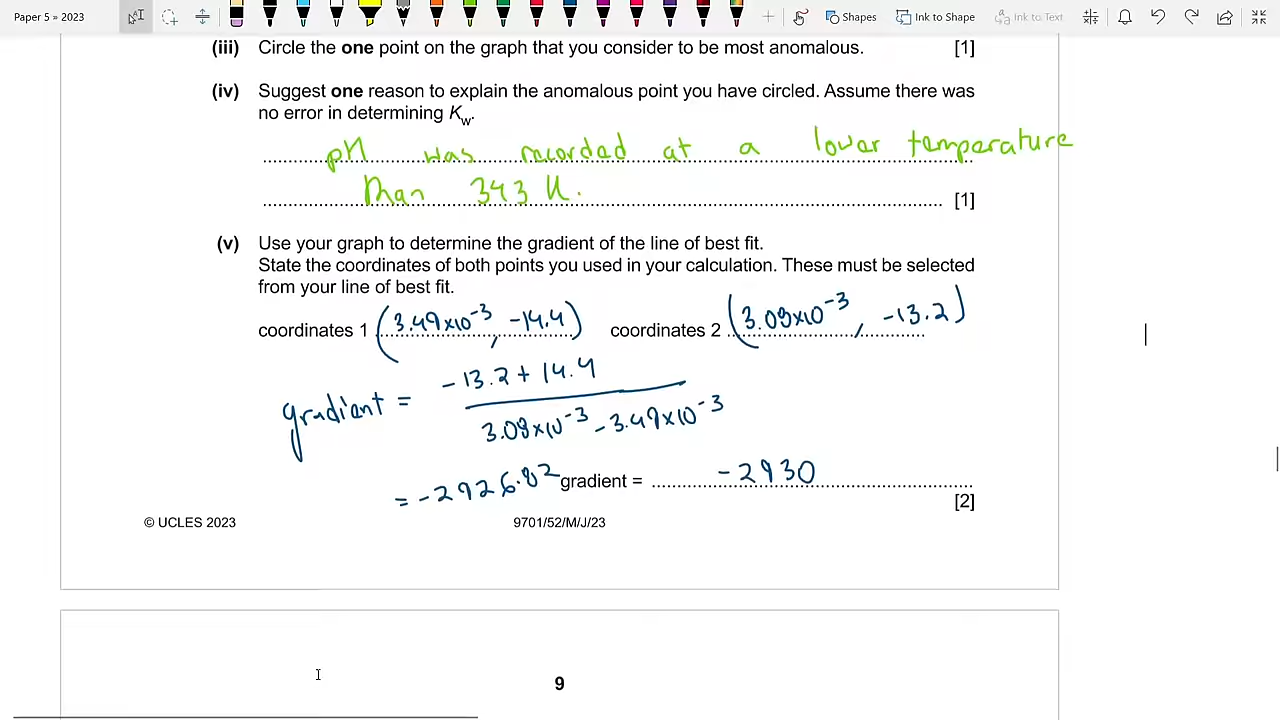 Paper 5 » 2023
Shapes
Ink to Shape
Ink to Text
(iii) Circle the one point on the graph that you consider to be most anomalous. [1]
(iv) Suggest one reason to explain the anomalous point you have circled. Assume there was
no error in determining Kw.
pH was recorded at a lower temperature
than 343 K. [1]
(v) Use your graph to determine the gradient of the line of best fit.
State the coordinates of both points you used in your calculation. These must be selected
from your line of best fit.
coordinates 1 (3.49×10⁻³, -14.4) coordinates 2 (3.09×10⁻³, -13.2)
gradient = -13.2 + 14.4
3.08×10⁻³ - 3.49×10⁻³
= -2926.82 gradient = -2930
[2]
© UCLES 2023 9701/52/M/J/23
9